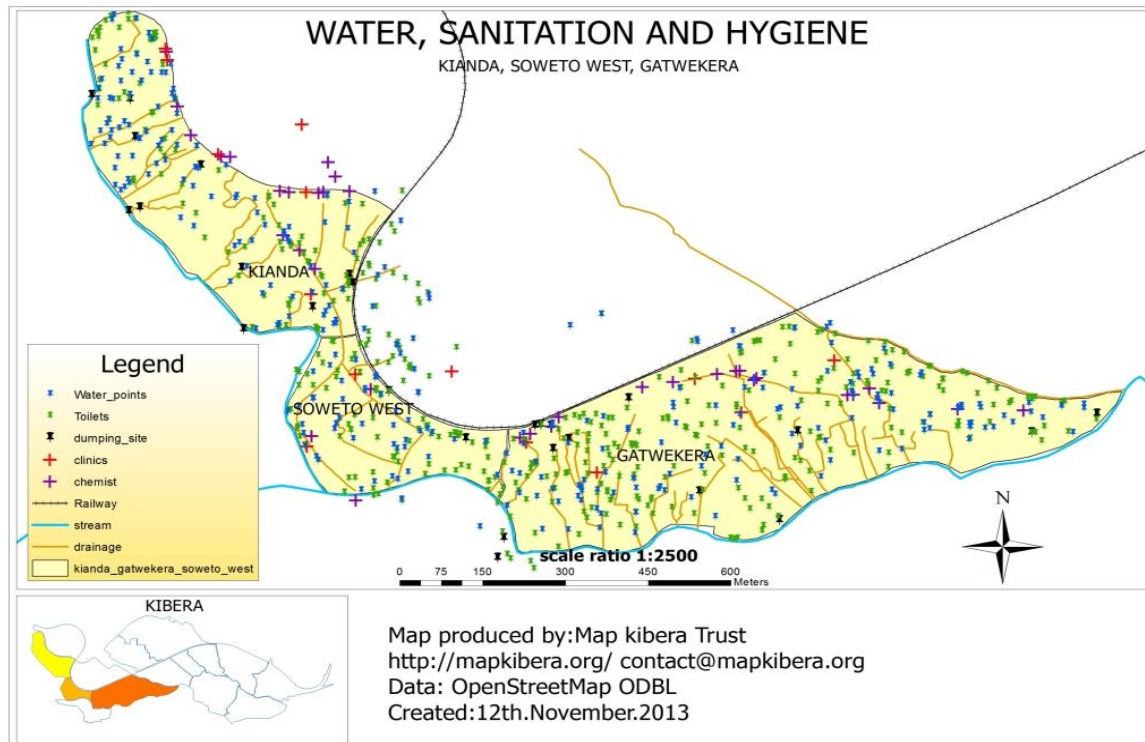 WATER, SANITATION AND HYGIENE
KIANDA, SOWETO WEST, GATWEKERA
KIANDA
SOWETO WEST
GATWEKERA
Legend
Water_points
Toilets
dumping_site
clinics
chemist
Railway
stream
drainage
kianda_gatwekera_soweto_west
N
scale ratio 1:2500
0 75 150 300 450 600
Meters
KIBERA
Map produced by:Map kibera Trust
http://mapkibera.org/ contact@mapkibera.org
Data: OpenStreetMap ODBL
Created:12th.November.2013